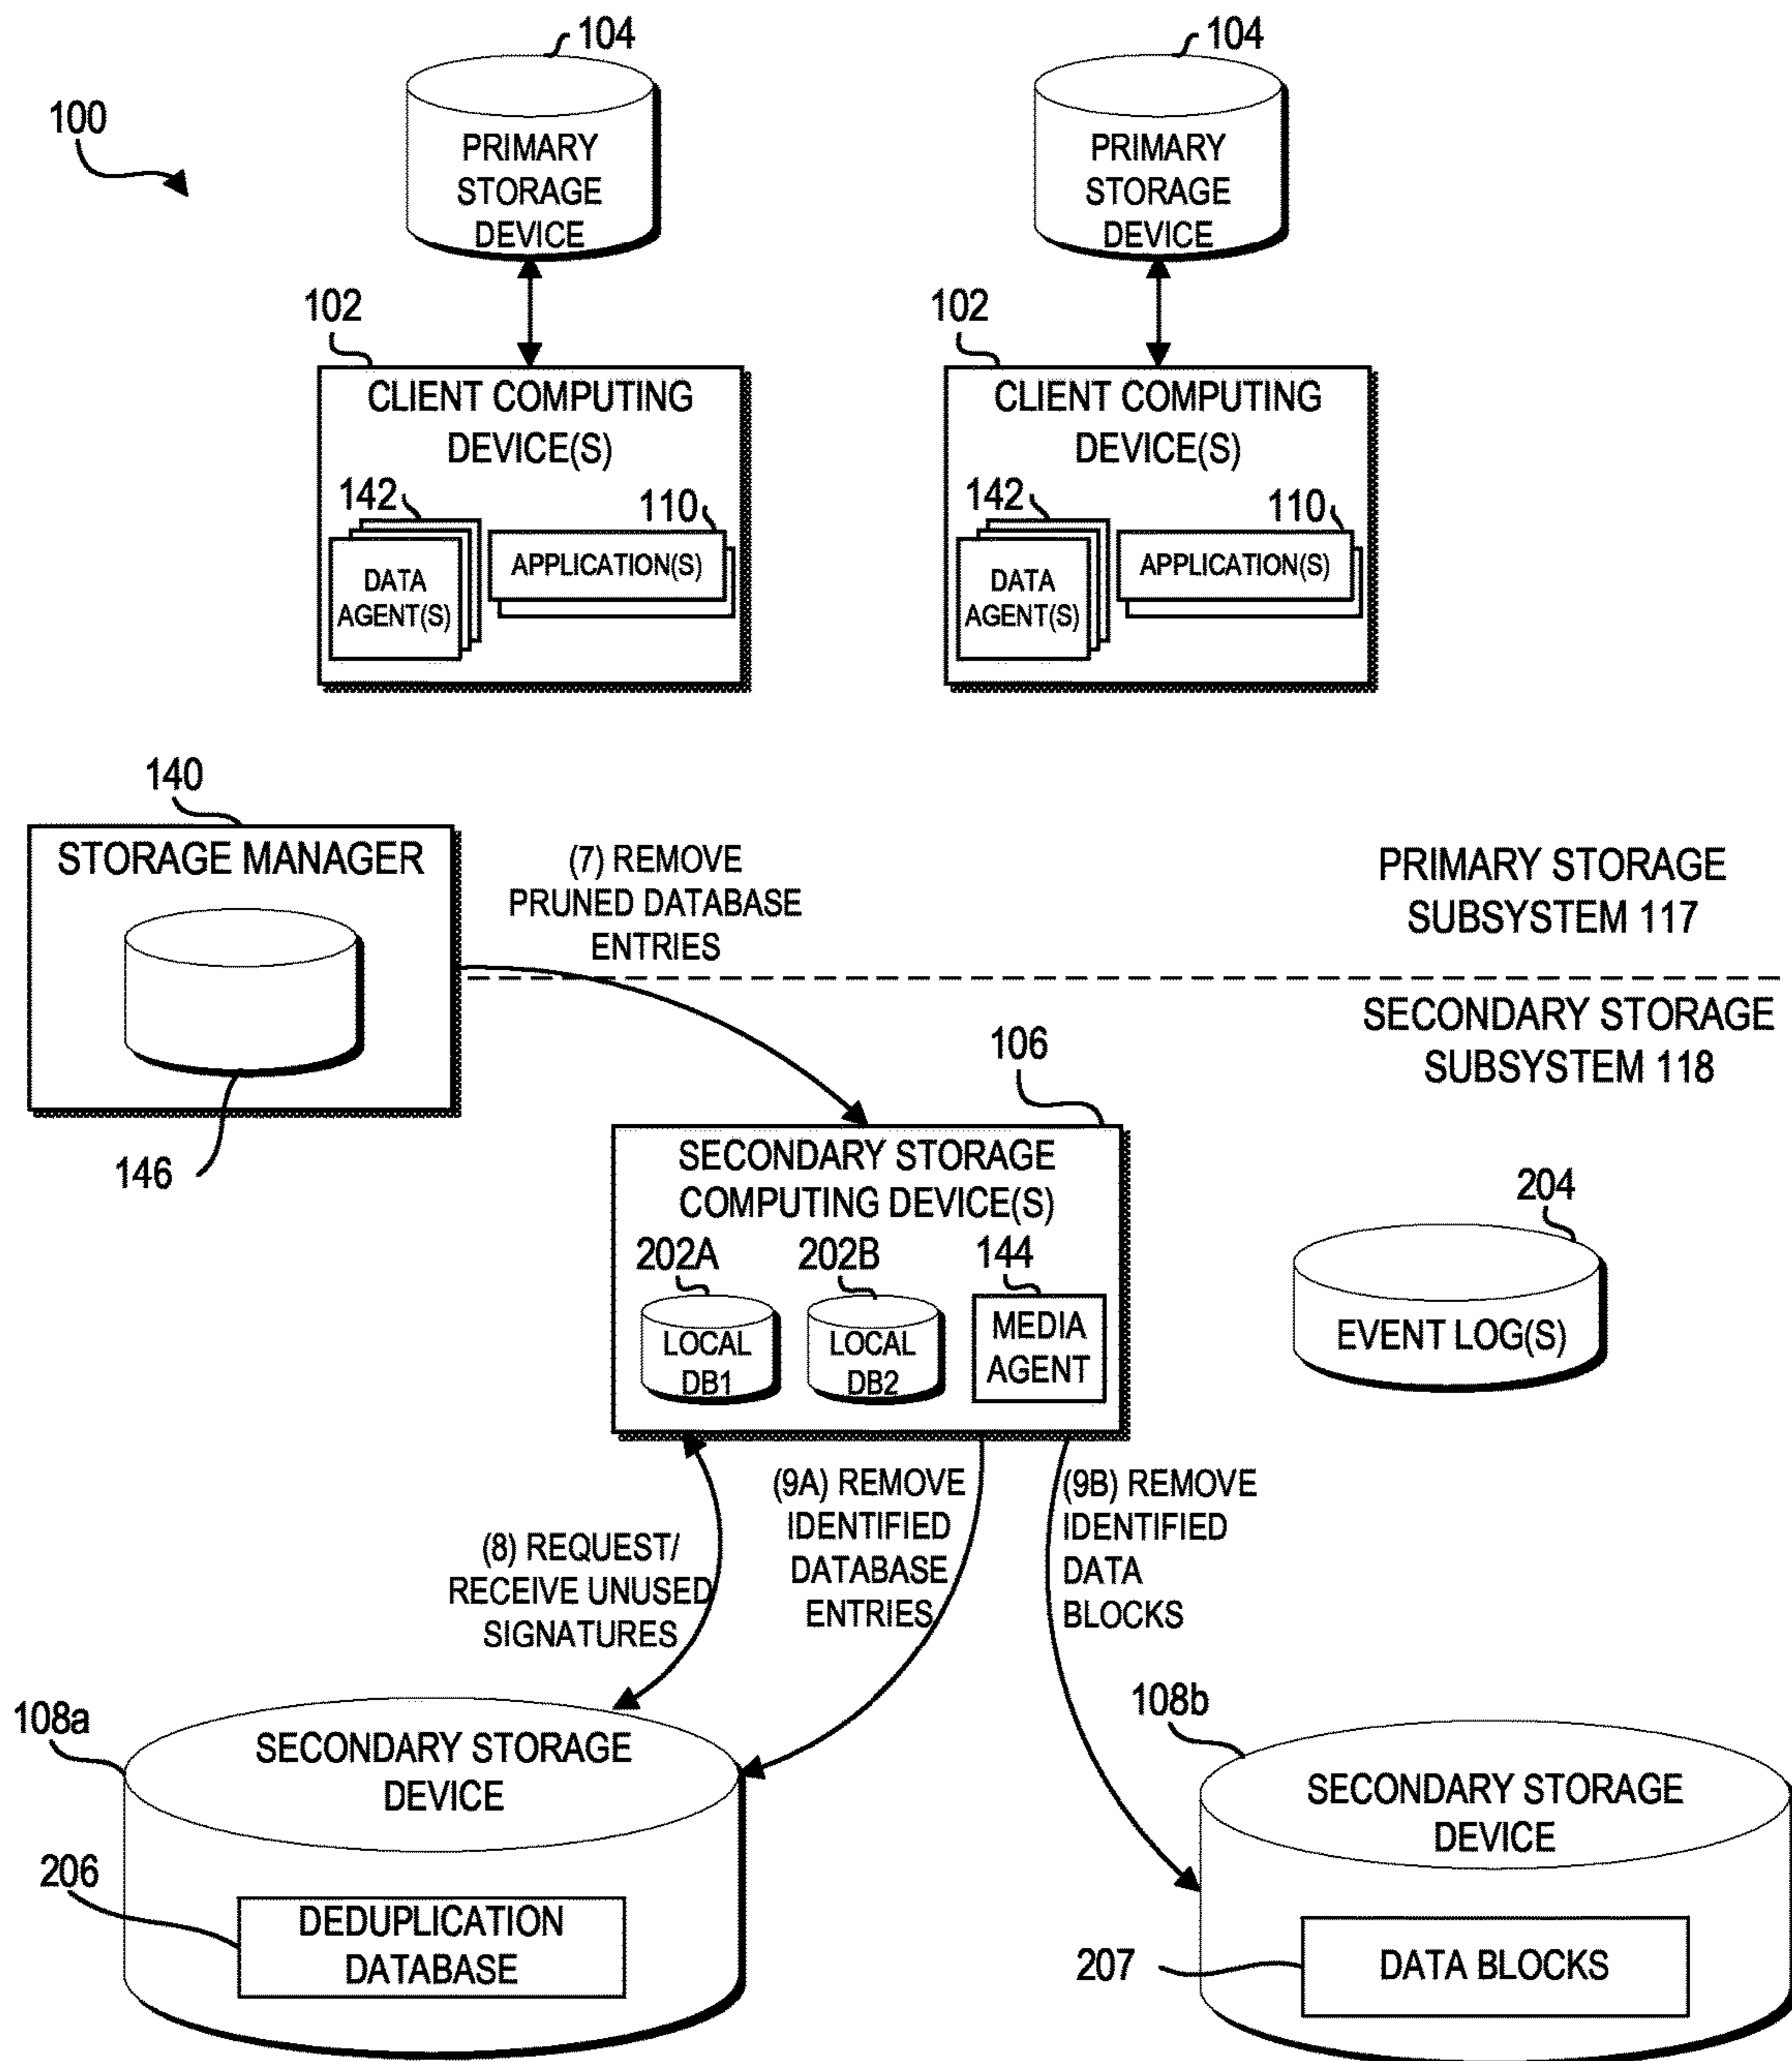 104
104
100
PRIMARY
STORAGE
DEVICE
PRIMARY
STORAGE
DEVICE
102
102
CLIENT COMPUTING
DEVICE(S)
CLIENT COMPUTING
DEVICE(S)
142
110
142
110
DATA
AGENT(S)
APPLICATION(S)
DATA
AGENT(S)
APPLICATION(S)
140
STORAGE MANAGER
146
(7) REMOVE
PRUNED DATABASE
ENTRIES
PRIMARY STORAGE
SUBSYSTEM 117
SECONDARY STORAGE
SUBSYSTEM 118
106
SECONDARY STORAGE
COMPUTING DEVICE(S)
202A
202B
144
LOCAL
DB1
LOCAL
DB2
MEDIA
AGENT
204
EVENT LOG(S)
(8) REQUEST/
RECEIVE UNUSED
SIGNATURES
(9A) REMOVE
IDENTIFIED
DATABASE
ENTRIES
(9B) REMOVE
IDENTIFIED
DATA
BLOCKS
108a
SECONDARY STORAGE
DEVICE
206
DEDUPLICATION
DATABASE
108b
SECONDARY STORAGE
DEVICE
207
DATA BLOCKS